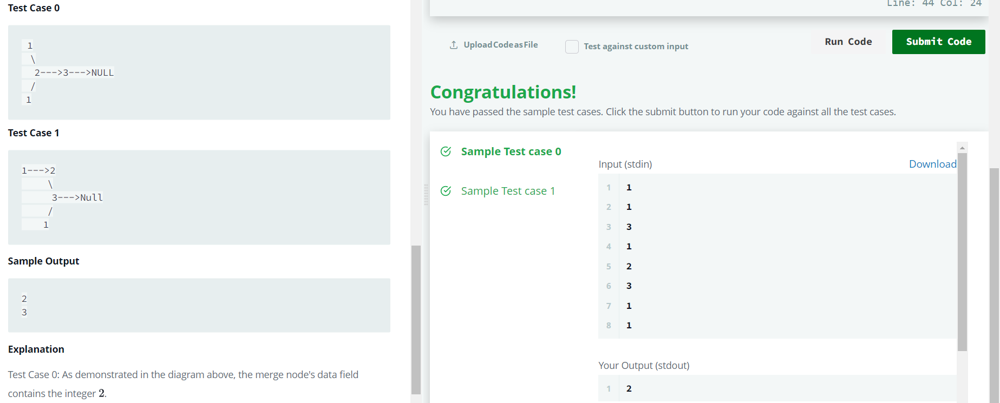 Test Case 0
1
\
2--->3--->NULL
/
1
Test Case 1
1--->2
\
3--->Null
/
1
Sample Output
2
3
Explanation
Test Case 0: As demonstrated in the diagram above, the merge node's data field
contains the integer 2.
Line: 44 Col: 24
Upload Code as File
Test against custom input
Run Code
Submit Code
Congratulations!
You have passed the sample test cases. Click the submit button to run your code against all the test cases.
Sample Test case 0
Sample Test case 1
Input (stdin)
Download
1 1
2 1
3 3
4 1
5 2
6 3
7 1
8 1
Your Output (stdout)
1 2